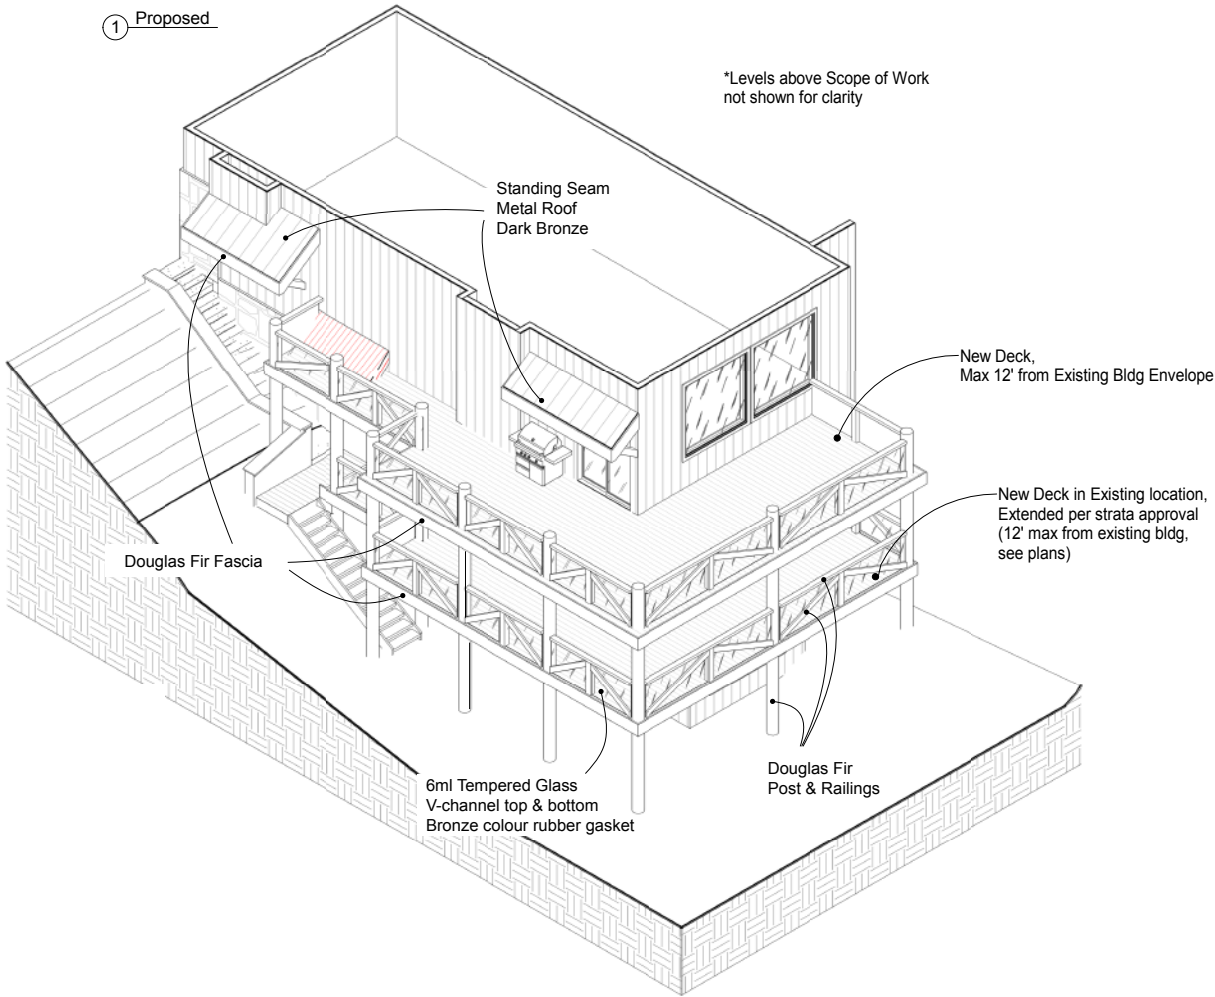 1 Proposed
*Levels above Scope of Work
not shown for clarity
Standing Seam
Metal Roof
Dark Bronze
New Deck,
Max 12' from Existing Bldg Envelope
New Deck in Existing location,
Extended per strata approval
(12' max from existing bldg,
see plans)
Douglas Fir Fascia
Douglas Fir
Post & Railings
6ml Tempered Glass
V-channel top & bottom
Bronze colour rubber gasket